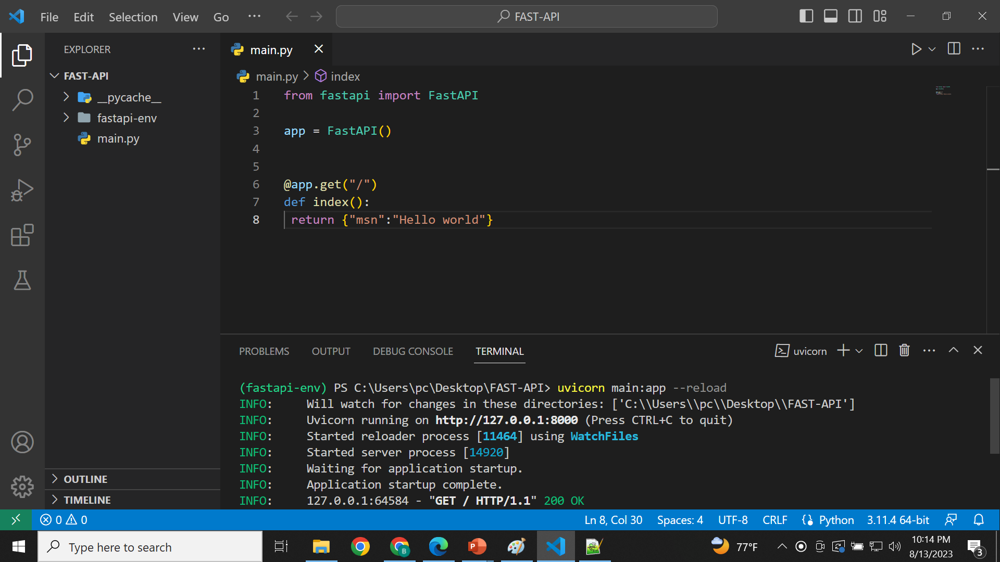 File Edit Selection View Go ··· FAST-API
EXPLORER ···
FAST-API
__pycache__
fastapi-env
main.py
main.py
main.py > index
1 from fastapi import FastAPI
2
3 app = FastAPI()
4
5
6 @app.get("/")
7 def index():
8 return {"msn":"Hello world"}
PROBLEMS OUTPUT DEBUG CONSOLE TERMINAL uvicorn
(fastapi-env) PS C:\Users\pc\Desktop\FAST-API> uvicorn main:app --reload
INFO: Will watch for changes in these directories: ['C:\\Users\\pc\\Desktop\\FAST-API']
INFO: Uvicorn running on http://127.0.0.1:8000 (Press CTRL+C to quit)
INFO: Started reloader process [11464] using WatchFiles
INFO: Started server process [14920]
INFO: Waiting for application startup.
INFO: Application startup complete.
INFO: 127.0.0.1:64584 - "GET / HTTP/1.1" 200 OK
OUTLINE
TIMELINE
0 0 Ln 8, Col 30 Spaces: 4 UTF-8 CRLF Python 3.11.4 64-bit
Type here to search B P 77°F 10:14 PM
8/13/2023 3